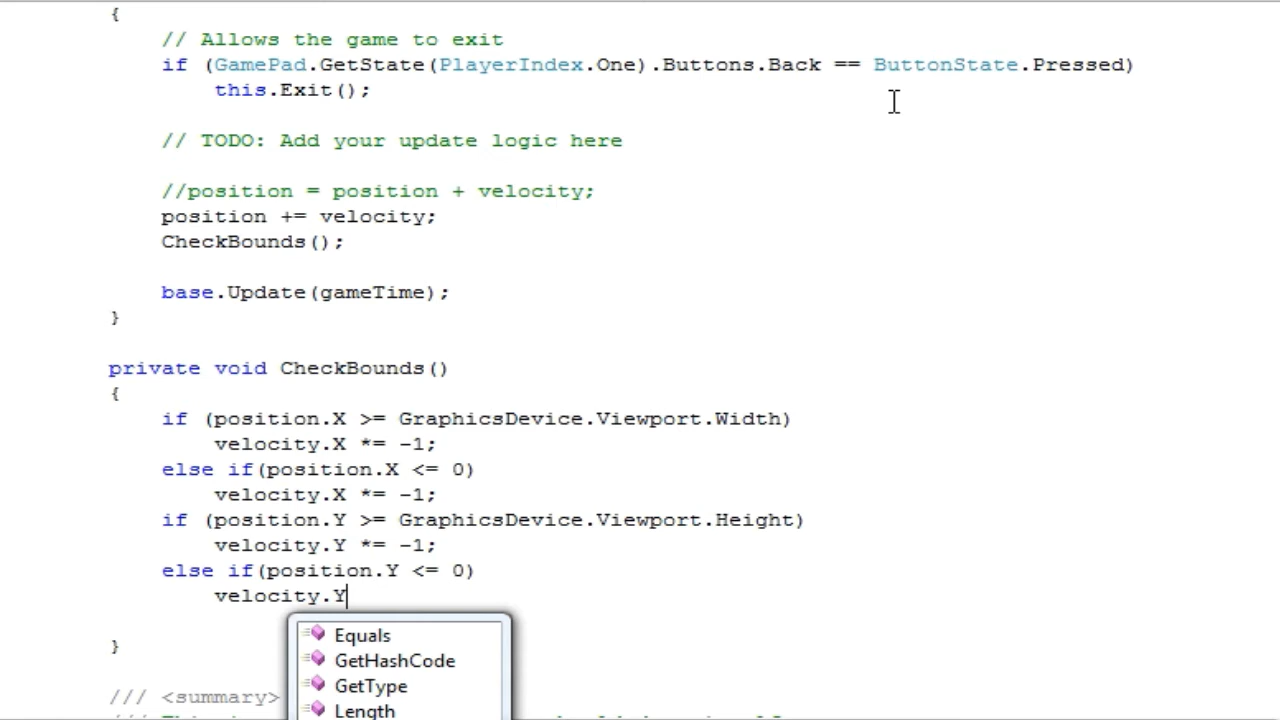 {
// Allows the game to exit
if (GamePad.GetState(PlayerIndex.One).Buttons.Back == ButtonState.Pressed)
this.Exit();
// TODO: Add your update logic here
//position = position + velocity;
position += velocity;
CheckBounds();
base.Update(gameTime);
}
private void CheckBounds()
{
if (position.X >= GraphicsDevice.Viewport.Width)
velocity.X *= -1;
else if(position.X <= 0)
velocity.X *= -1;
if (position.Y >= GraphicsDevice.Viewport.Height)
velocity.Y *= -1;
else if(position.Y <= 0)
velocity.Y
Equals
GetHashCode
GetType
Length
}
/// <summary>